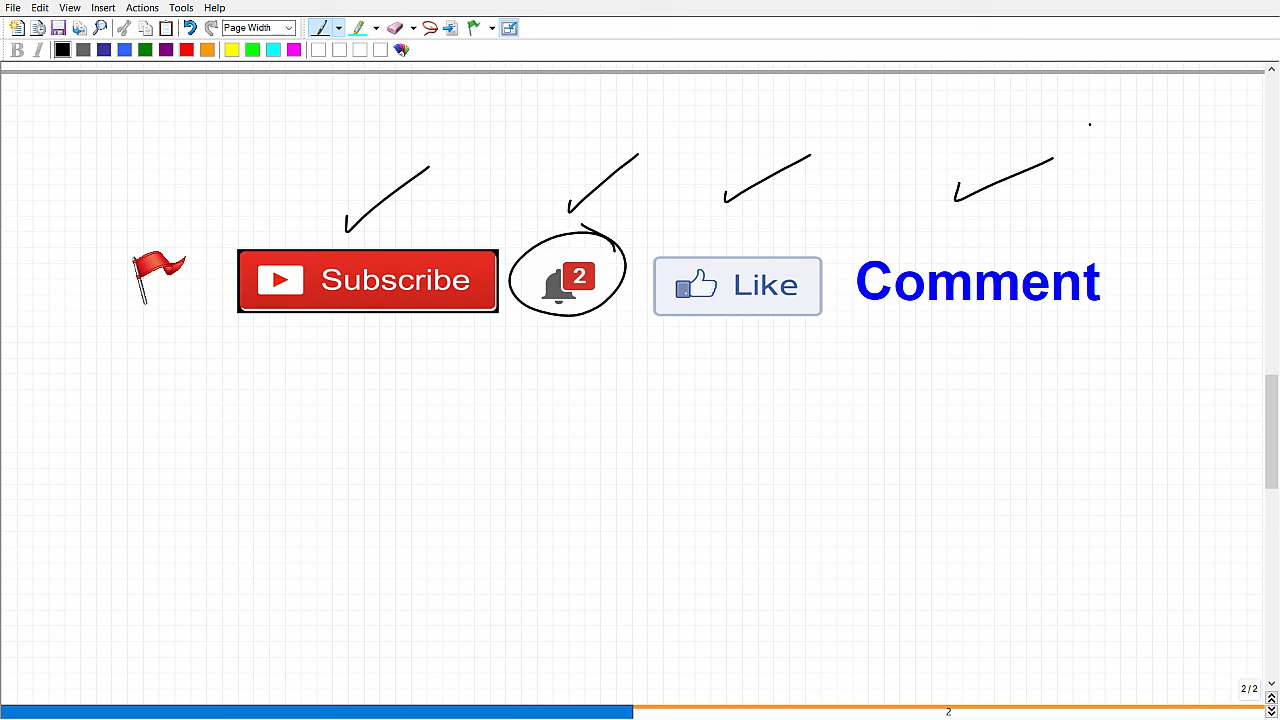 File Edit View Insert Actions Tools Help
Page Width
B I
Subscribe 2 Like Comment
2 / 2
2